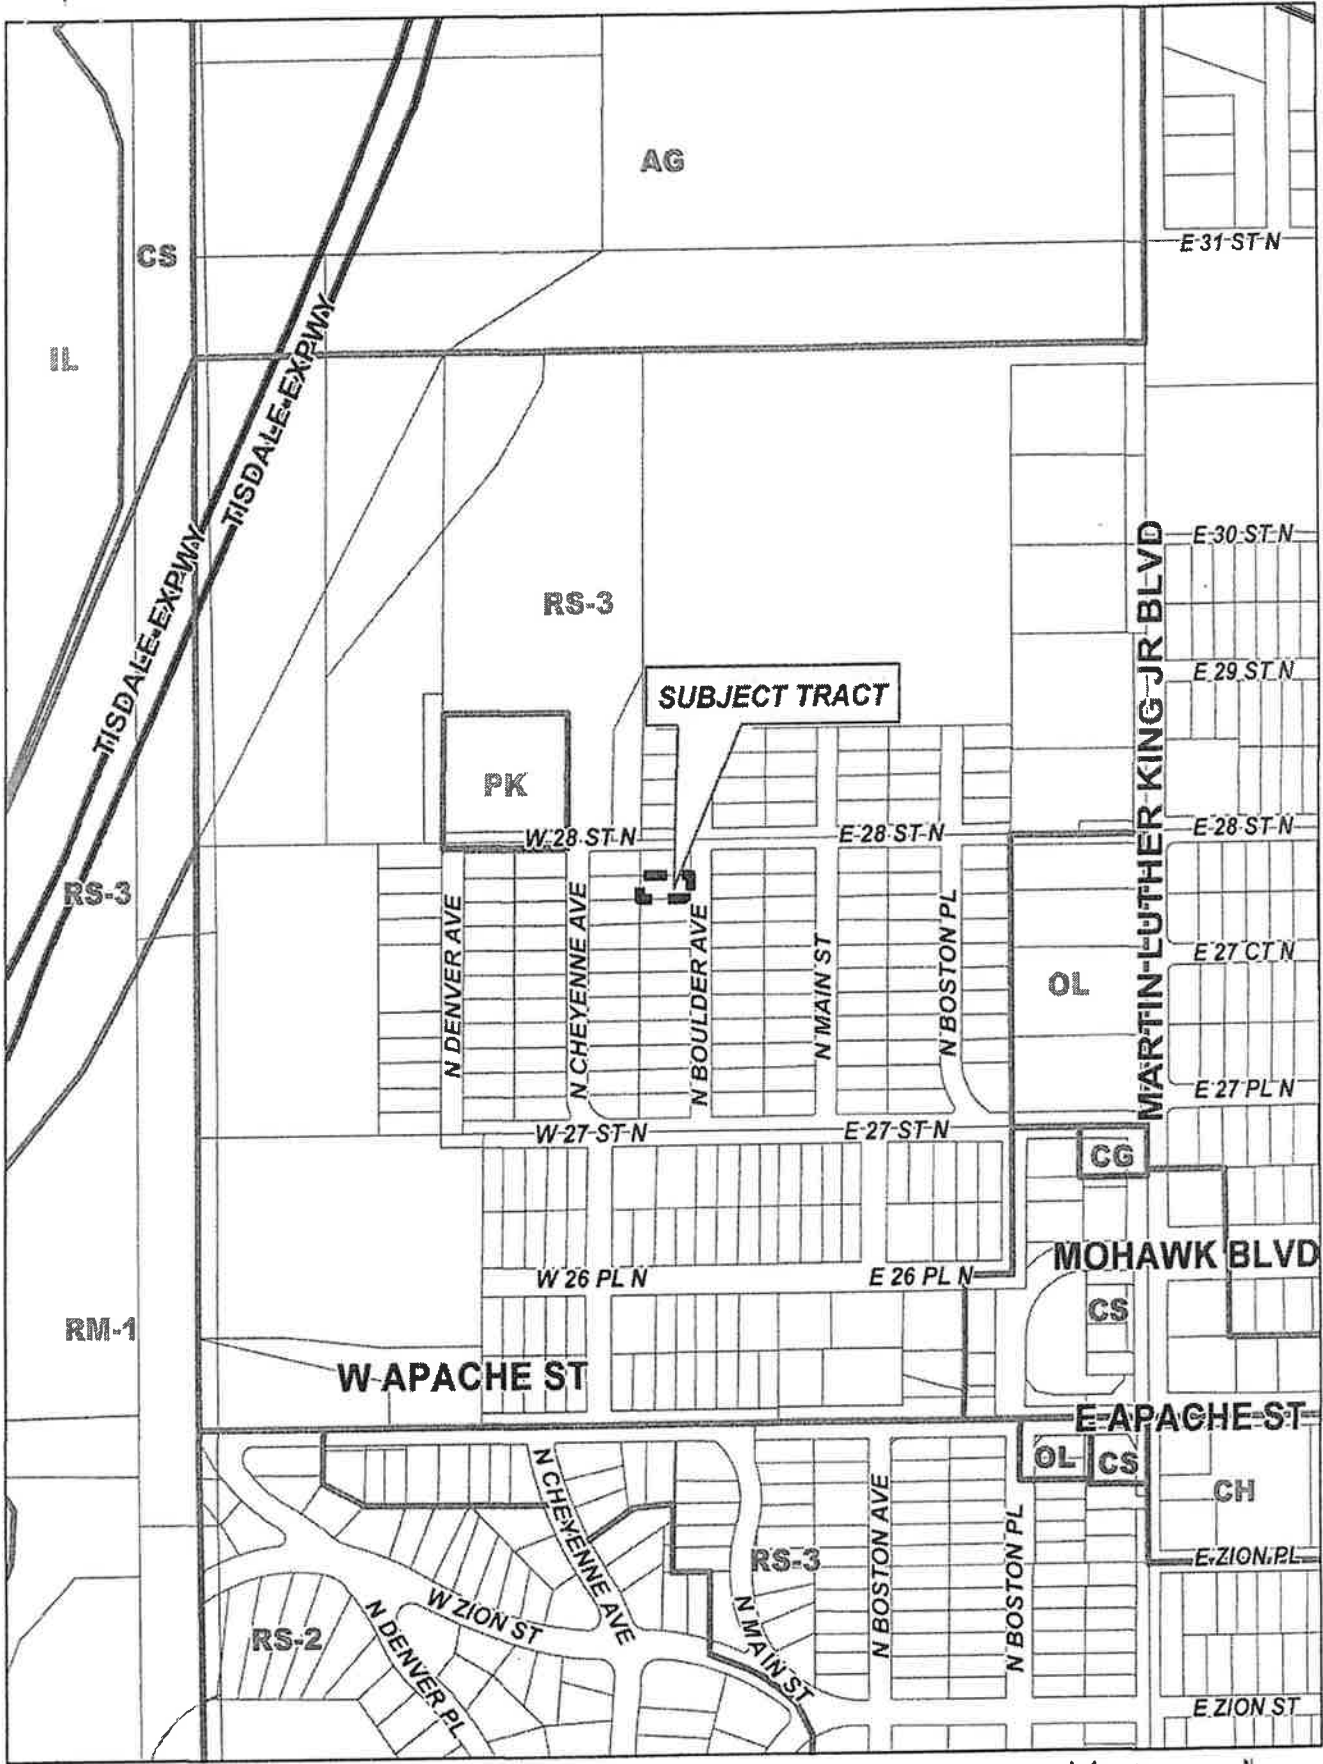 AG
E 31 ST N
CS
IL
TISDALE EXPWY
TISDALE EXPWY
E 30 ST N
RS-3
MARTIN LUTHER KING JR BLVD
E 29 ST N
SUBJECT TRACT
PK
W 28 ST N
E 28 ST N
E 28 ST N
RS-3
N DENVER AVE
N CHEYENNE AVE
N BOULDER AVE
N MAIN ST
N BOSTON PL
OL
E 27 CT N
E 27 PL N
W 27 ST N
E 27 ST N
CG
MOHAWK BLVD
W 26 PL N
E 26 PL N
CS
RM-1
W APACHE ST
E APACHE ST
OL
CS
CH
N CHEYENNE AVE
N BOSTON AVE
N BOSTON PL
RS-3
E ZION PL
W ZION ST
N DENVER PL
N MAIN ST
RS-2
E ZION ST
N